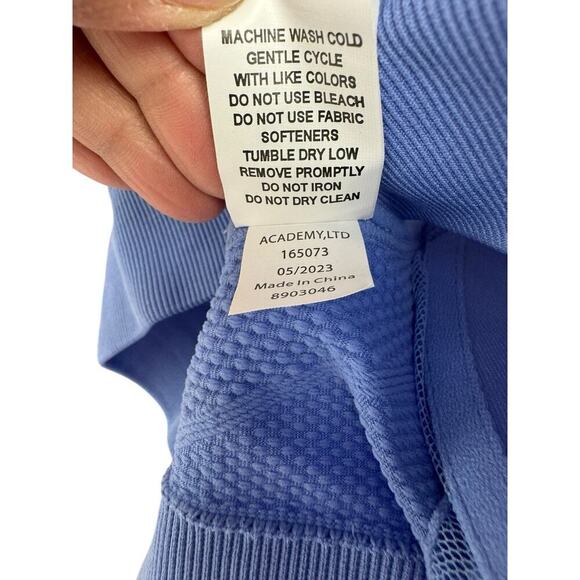 MACHINE WASH COLD
GENTLE CYCLE
WITH LIKE COLORS
DO NOT USE BLEACH
DO NOT USE FABRIC
SOFTENERS
TUMBLE DRY LOW
REMOVE PROMPTLY
DO NOT IRON
DO NOT DRY CLEAN
ACADEMY,LTD
165073
05/2023
Made in China
8903046